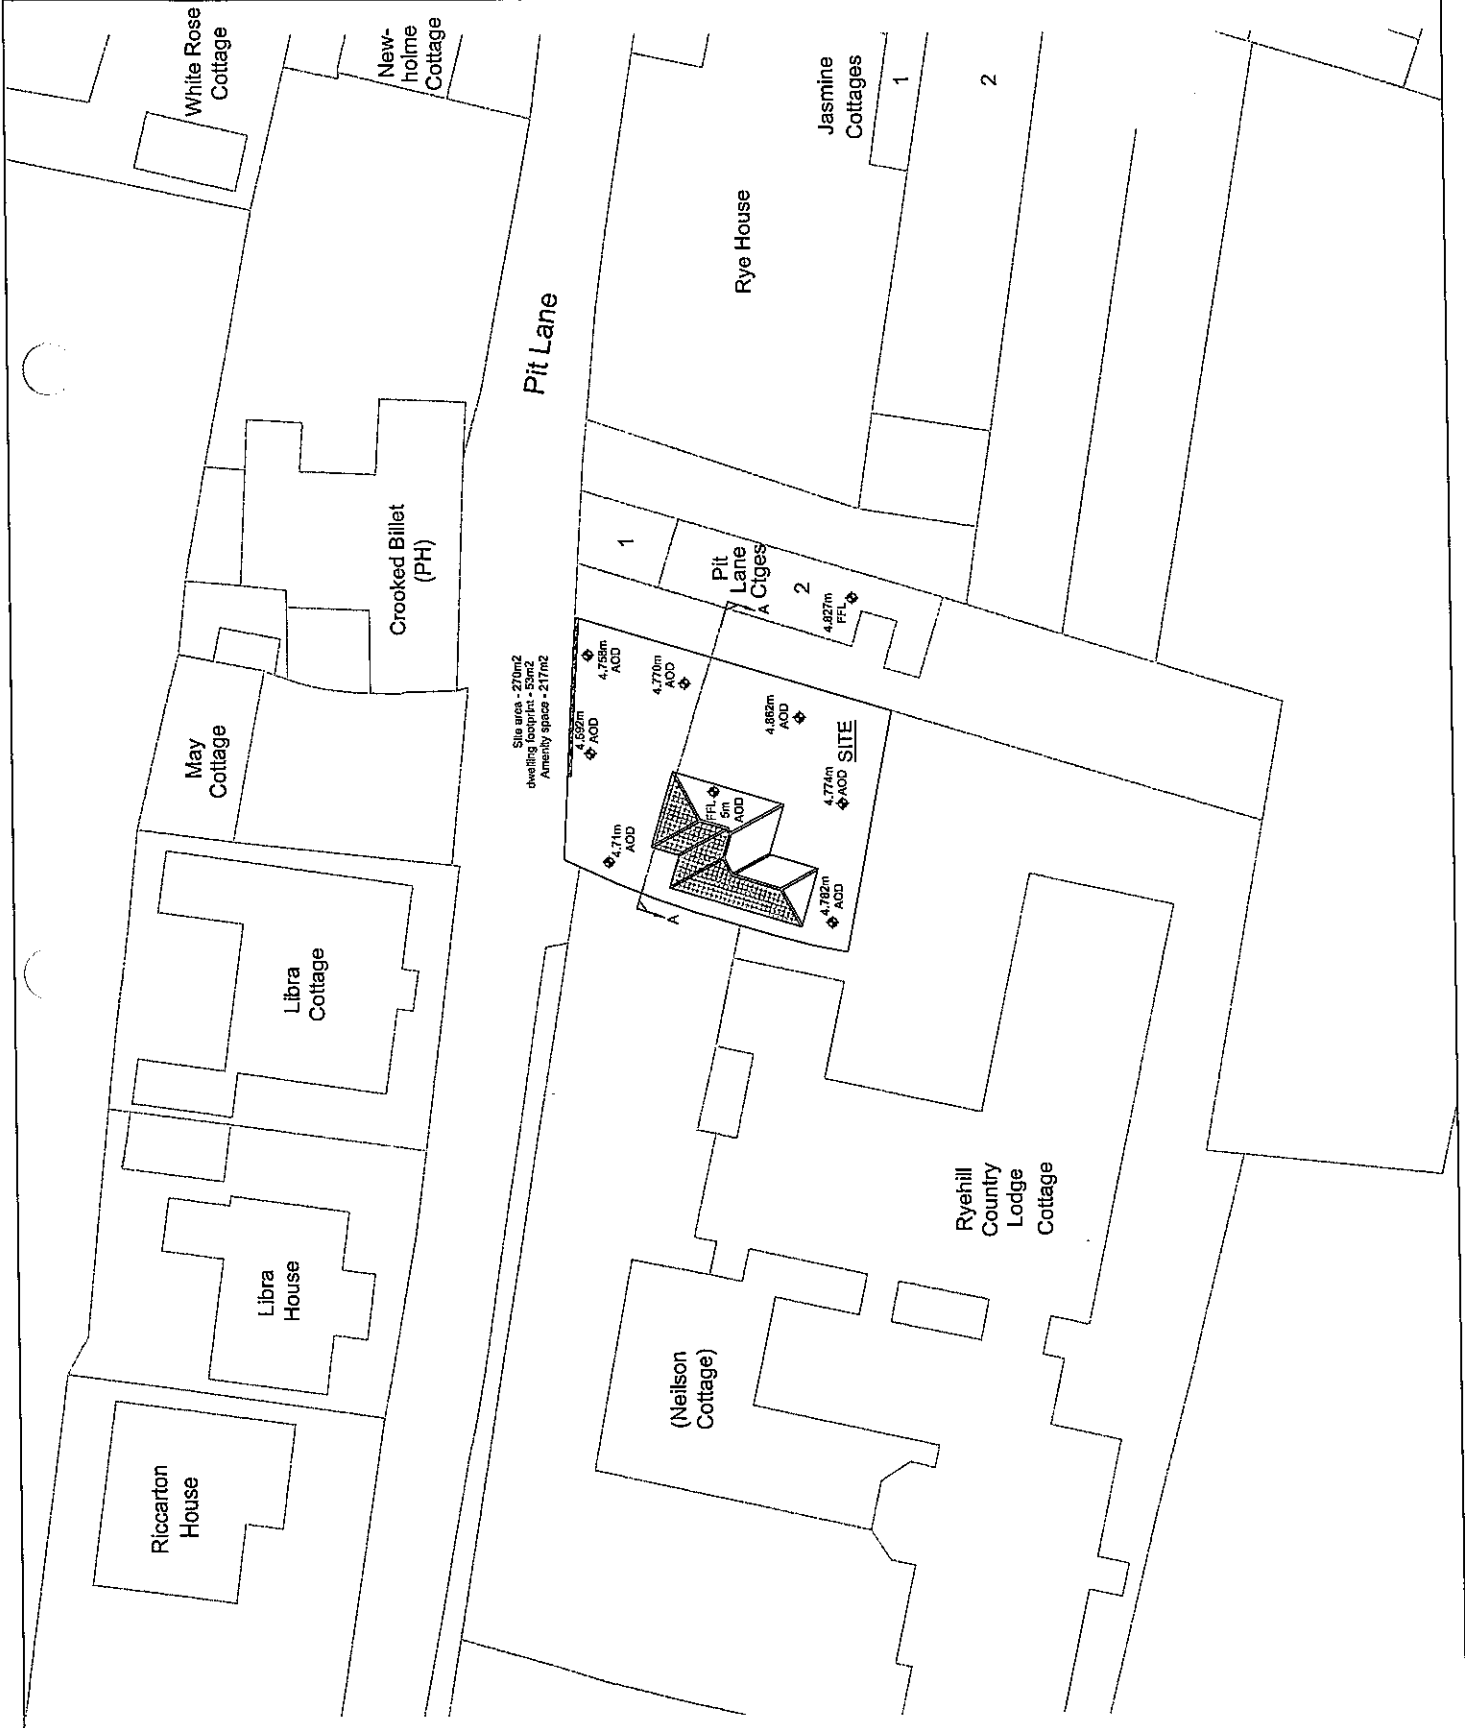 White Rose
Cottage
New-
holme
Cottage
Jasmine
Cottages
1
2
Rye House
Pit Lane
Crooked Billet
(PH)
1
Pit
Lane
Ctges
2
4.827m
FFL
A
May
Cottage
Site area - 270m2
dwelling footprint - 53m2
Amenity space - 217m2
4.758m
AOD
4.692m
AOD
4.770m
AOD
4.862m
AOD
SITE
4.774m
AOD
FFL
5m
AOD
4.71m
AOD
4.782m
AOD
A
Libra
Cottage
Libra
House
Riccarton
House
Ryehill
Country
Lodge
Cottage
(Neilson
Cottage)